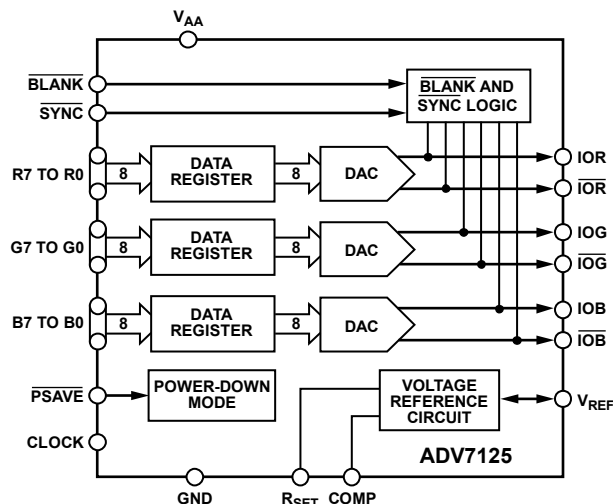 VAA
BLANK
SYNC
BLANK AND
SYNC LOGIC
R7 TO R0
8
DATA
REGISTER
8
DAC
IOR
IOR
G7 TO G0
8
DATA
REGISTER
8
DAC
IOG
IOG
B7 TO B0
8
DATA
REGISTER
8
DAC
IOB
IOB
PSAVE
POWER-DOWN
MODE
VOLTAGE
REFERENCE
CIRCUIT
VREF
CLOCK
ADV7125
GND
RSET
COMP